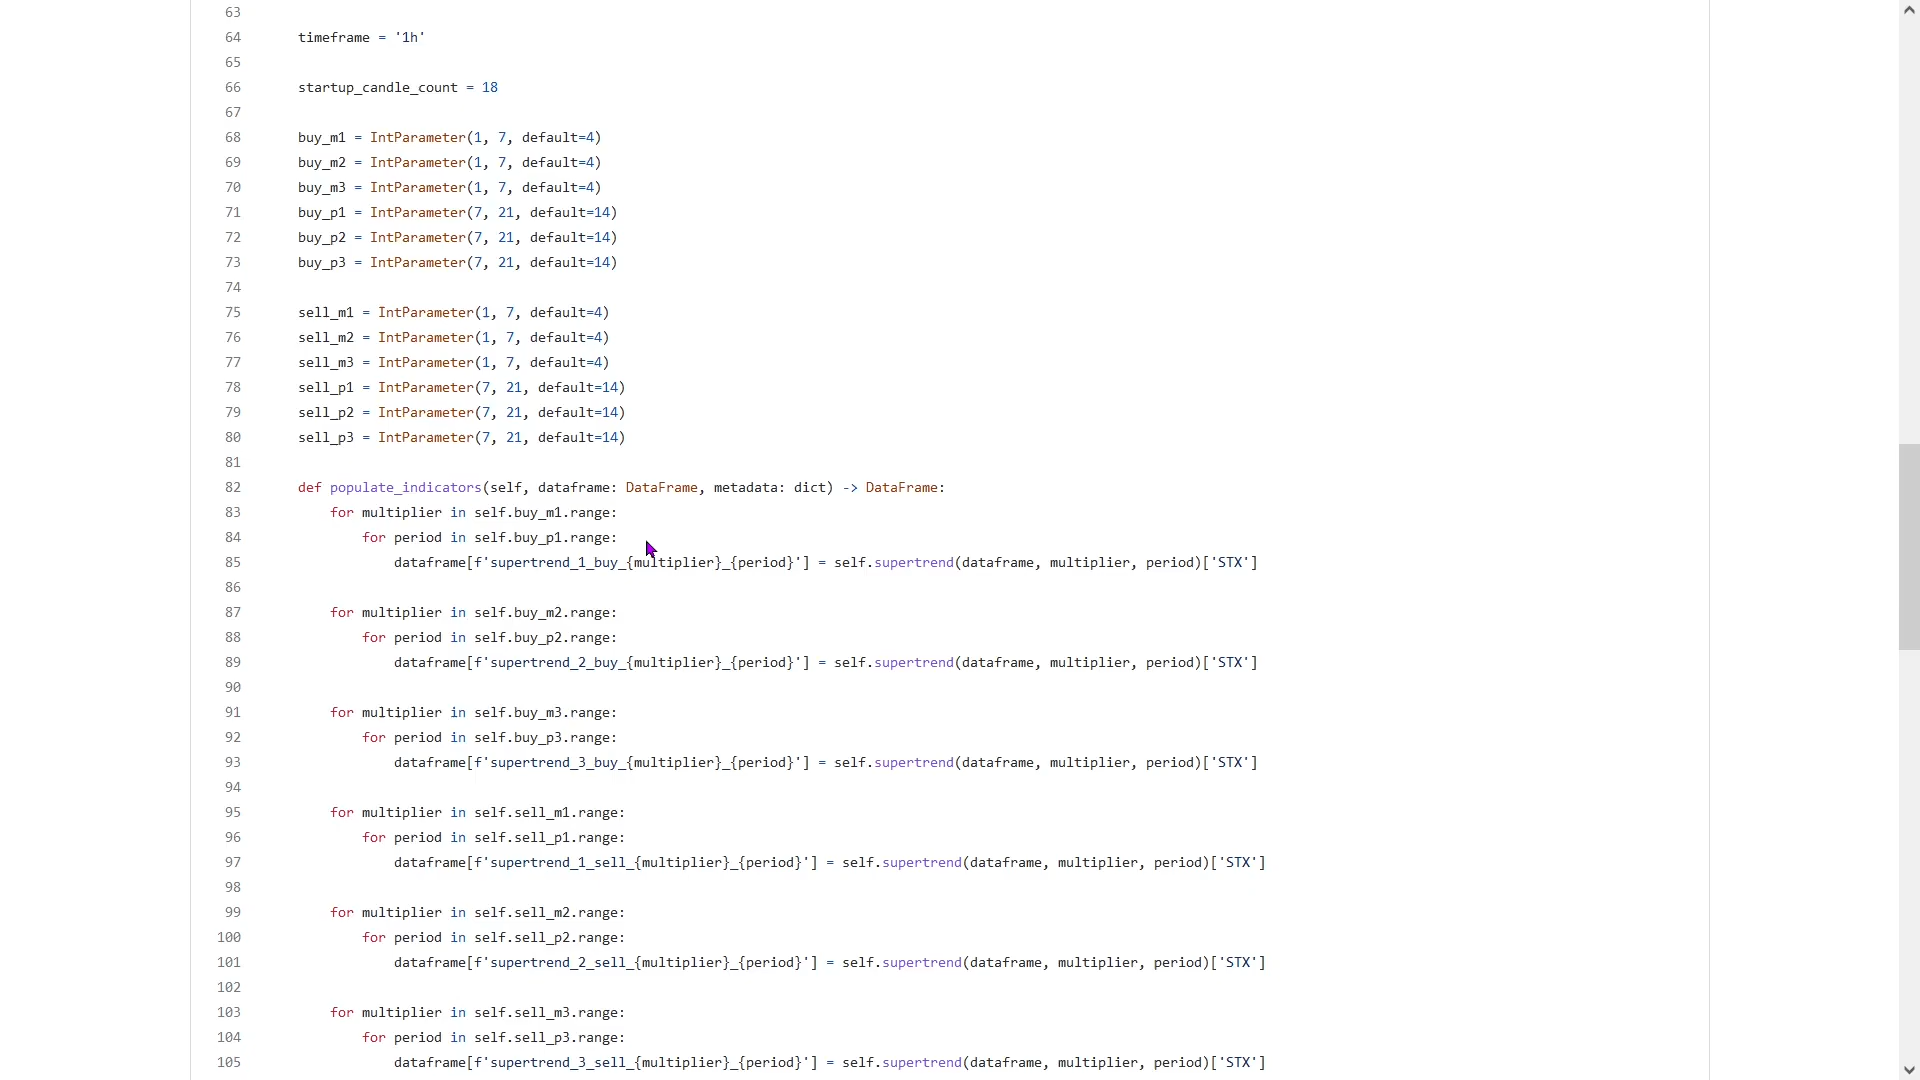 63
64 timeframe = '1h'
65
66 startup_candle_count = 18
67
68 buy_m1 = IntParameter(1, 7, default=4)
69 buy_m2 = IntParameter(1, 7, default=4)
70 buy_m3 = IntParameter(1, 7, default=4)
71 buy_p1 = IntParameter(7, 21, default=14)
72 buy_p2 = IntParameter(7, 21, default=14)
73 buy_p3 = IntParameter(7, 21, default=14)
74
75 sell_m1 = IntParameter(1, 7, default=4)
76 sell_m2 = IntParameter(1, 7, default=4)
77 sell_m3 = IntParameter(1, 7, default=4)
78 sell_p1 = IntParameter(7, 21, default=14)
79 sell_p2 = IntParameter(7, 21, default=14)
80 sell_p3 = IntParameter(7, 21, default=14)
81
82 def populate_indicators(self, dataframe: DataFrame, metadata: dict) -> DataFrame:
83 for multiplier in self.buy_m1.range:
84 for period in self.buy_p1.range:
85 dataframe[f'supertrend_1_buy_{multiplier}_{period}'] = self.supertrend(dataframe, multiplier, period)['STX']
86
87 for multiplier in self.buy_m2.range:
88 for period in self.buy_p2.range:
89 dataframe[f'supertrend_2_buy_{multiplier}_{period}'] = self.supertrend(dataframe, multiplier, period)['STX']
90
91 for multiplier in self.buy_m3.range:
92 for period in self.buy_p3.range:
93 dataframe[f'supertrend_3_buy_{multiplier}_{period}'] = self.supertrend(dataframe, multiplier, period)['STX']
94
95 for multiplier in self.sell_m1.range:
96 for period in self.sell_p1.range:
97 dataframe[f'supertrend_1_sell_{multiplier}_{period}'] = self.supertrend(dataframe, multiplier, period)['STX']
98
99 for multiplier in self.sell_m2.range:
100 for period in self.sell_p2.range:
101 dataframe[f'supertrend_2_sell_{multiplier}_{period}'] = self.supertrend(dataframe, multiplier, period)['STX']
102
103 for multiplier in self.sell_m3.range:
104 for period in self.sell_p3.range:
105 dataframe[f'supertrend_3_sell_{multiplier}_{period}'] = self.supertrend(dataframe, multiplier, period)['STX']